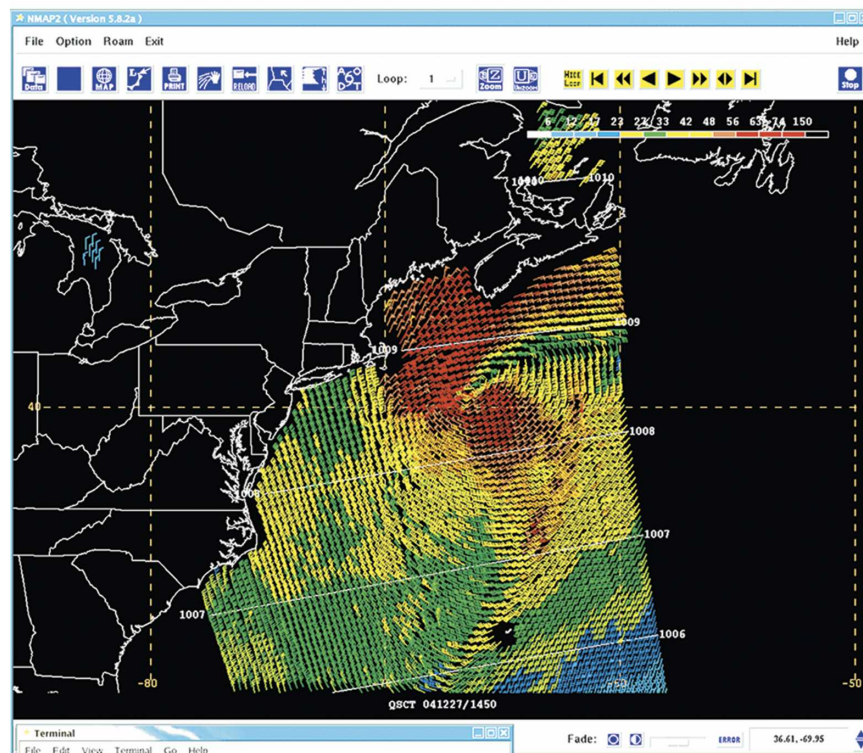 NMAP2 ( Version 5.8.2a )
File Option Roam Exit Help
Data MAP PRINT RELOAD Loop: 1 Zoom UNZOOM Stop
6 12 17 23 27 33 42 48 56 63 74 150
1010
1009
1009
40
1008
1008
1007
1007
1006
-80 -50 -50
QSCT 041227/1450
Terminal
File Edit View Terminal Go Help
Fade: ERROR 36.61, -69.95